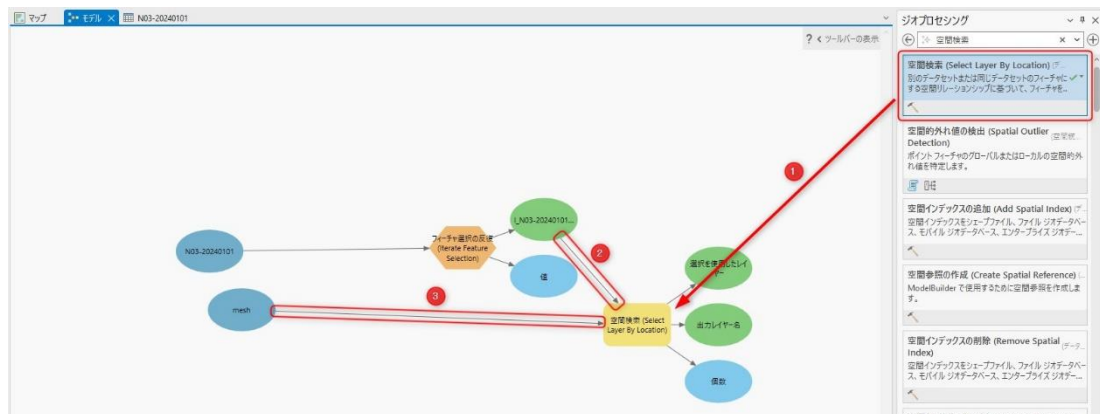 マップ
モデル
N03-20240101
? < ツールバーの表示
N03-20240101
mesh
フィーチャ選択の反復
(Iterate Feature
Selection)
I_N03-20240101...
値
空間検索 (Select
Layer By Location)
選択を使用したレイ
ヤー
出力レイヤー名
個数
1
2
3
ジオプロセシング
空間検索
空間検索 (Select Layer By Location)
別のデータセットまたは同じデータセットのフィーチャに
する空間リレーションシップに基づいて、フィーチャを...
空間的外れ値の検出 (Spatial Outlier
Detection)
ポイント フィーチャのグローバルまたはローカルの空間的外
れ値を特定します。
空間インデックスの追加 (Add Spatial Index)
空間インデックスをシェープファイル、ファイル ジオデータベー
ス、モバイル ジオデータベース、エンタープライズ ジオデー...
空間参照の作成 (Create Spatial Reference)
ModelBuilder で使用するために空間参照を作成しま
す。
空間インデックスの削除 (Remove Spatial
Index)
空間インデックスをシェープファイル、ファイル ジオデータベー
ス、モバイル ジオデータベース、エンタープライズ ジオデー...